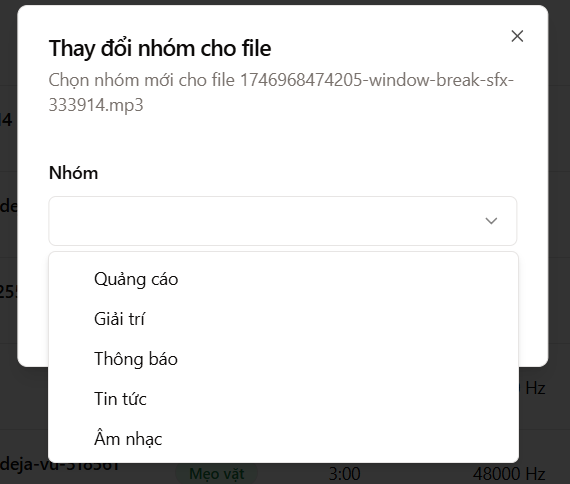 Thay đổi nhóm cho file
Chọn nhóm mới cho file 1746968474205-window-break-sfx-
333914.mp3
14
Nhóm
de
255
Quảng cáo
Giải trí
Thông báo
Tin tức
Hz
Âm nhạc
deja-vu-318561
Mẹo vặt
3:00
48000 Hz